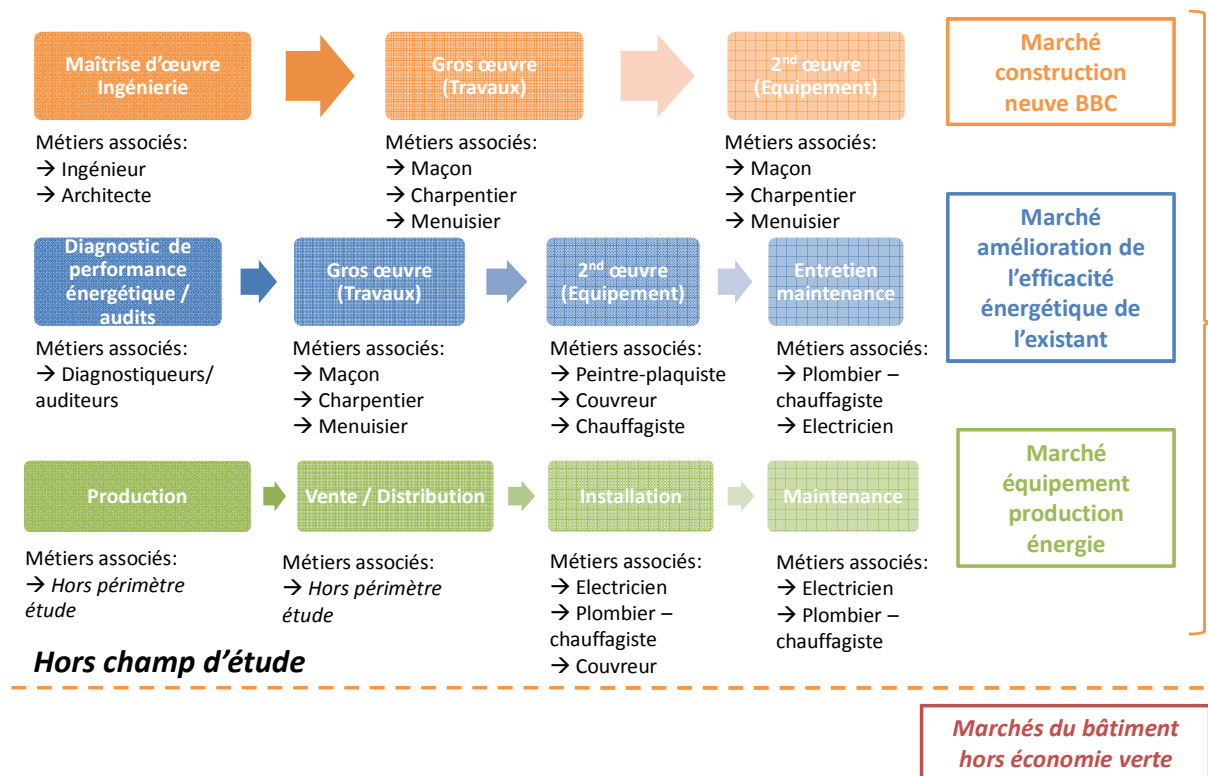 Maîtrise d'œuvre
Ingénierie
Gros œuvre
(Travaux)
2nd œuvre
(Equipement)
Marché
construction
neuve BBC
Métiers associés:
→ Ingénieur
→ Architecte
Métiers associés:
→ Maçon
→ Charpentier
→ Menuisier
Métiers associés:
→ Maçon
→ Charpentier
→ Menuisier
Diagnostic de
performance
énergétique /
audits
Gros œuvre
(Travaux)
2nd œuvre
(Equipement)
Entretien
maintenance
Marché
amélioration de
l'efficacité
énergétique de
l'existant
Métiers associés:
→ Diagnostiqueurs/
auditeurs
Métiers associés:
→ Maçon
→ Charpentier
→ Menuisier
Métiers associés:
→ Peintre-plaquiste
→ Couvreur
→ Chauffagiste
Métiers associés:
→ Plombier –
chauffagiste
→ Electricien
Production
Vente / Distribution
Installation
Maintenance
Marché
équipement
production
énergie
Métiers associés:
→ Hors périmètre
étude
Métiers associés:
→ Hors périmètre
étude
Métiers associés:
→ Electricien
→ Plombier –
chauffagiste
→ Couvreur
Métiers associés:
→ Electricien
→ Plombier –
chauffagiste
Hors champ d'étude
Marchés du bâtiment
hors économie verte